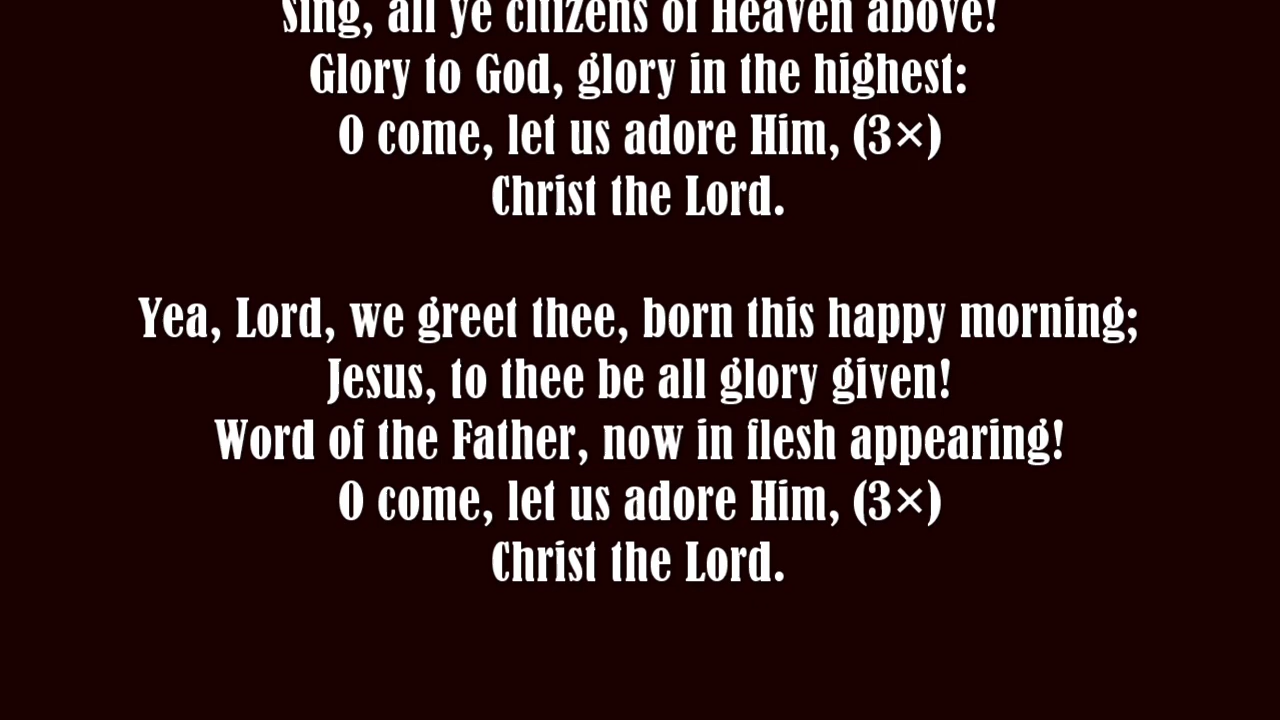 Sing, all ye citizens of Heaven above!
Glory to God, glory in the highest:
O come, let us adore Him, (3×)
Christ the Lord.
Yea, Lord, we greet thee, born this happy morning;
Jesus, to thee be all glory given!
Word of the Father, now in flesh appearing!
O come, let us adore Him, (3×)
Christ the Lord.